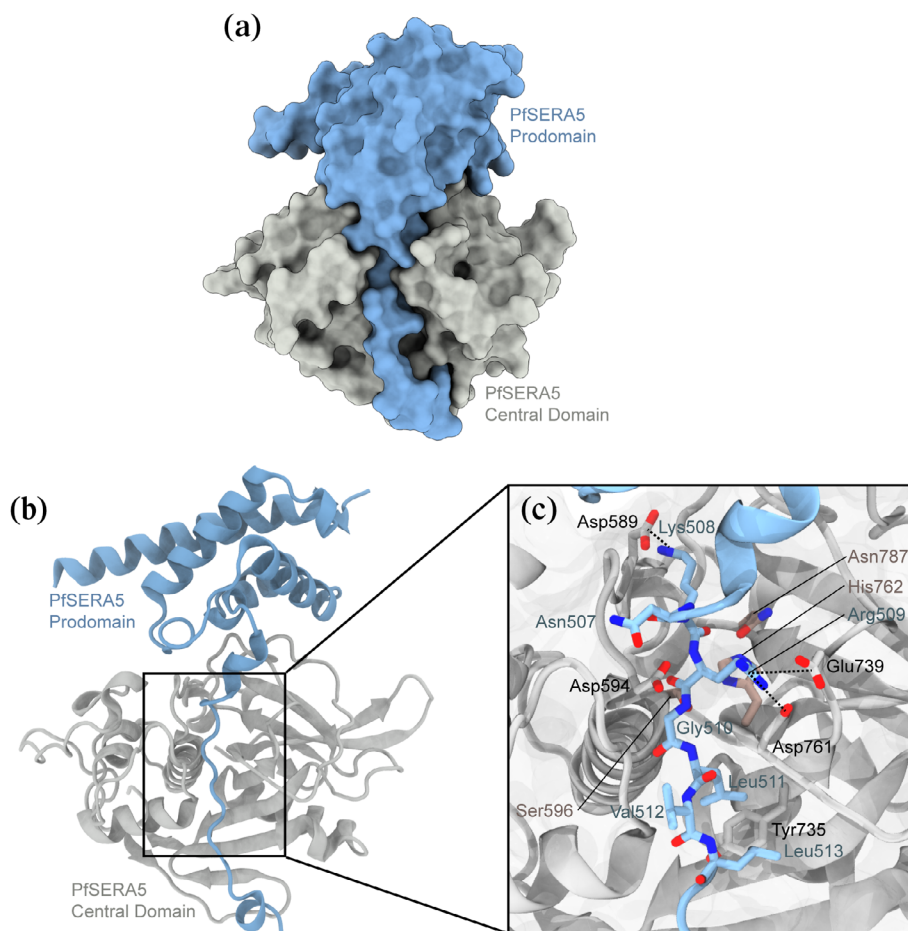 (a)
PfSERA5
Prodomain
PfSERA5
Central Domain
(b)
PfSERA5
Prodomain
PfSERA5
Central Domain
(c)
Asp589
Lys508
Asn787
His762
Arg509
Asn507
Glu739
Asp594
Gly510
Asp761
Leu511
Ser596
Val512
Tyr735
Leu513